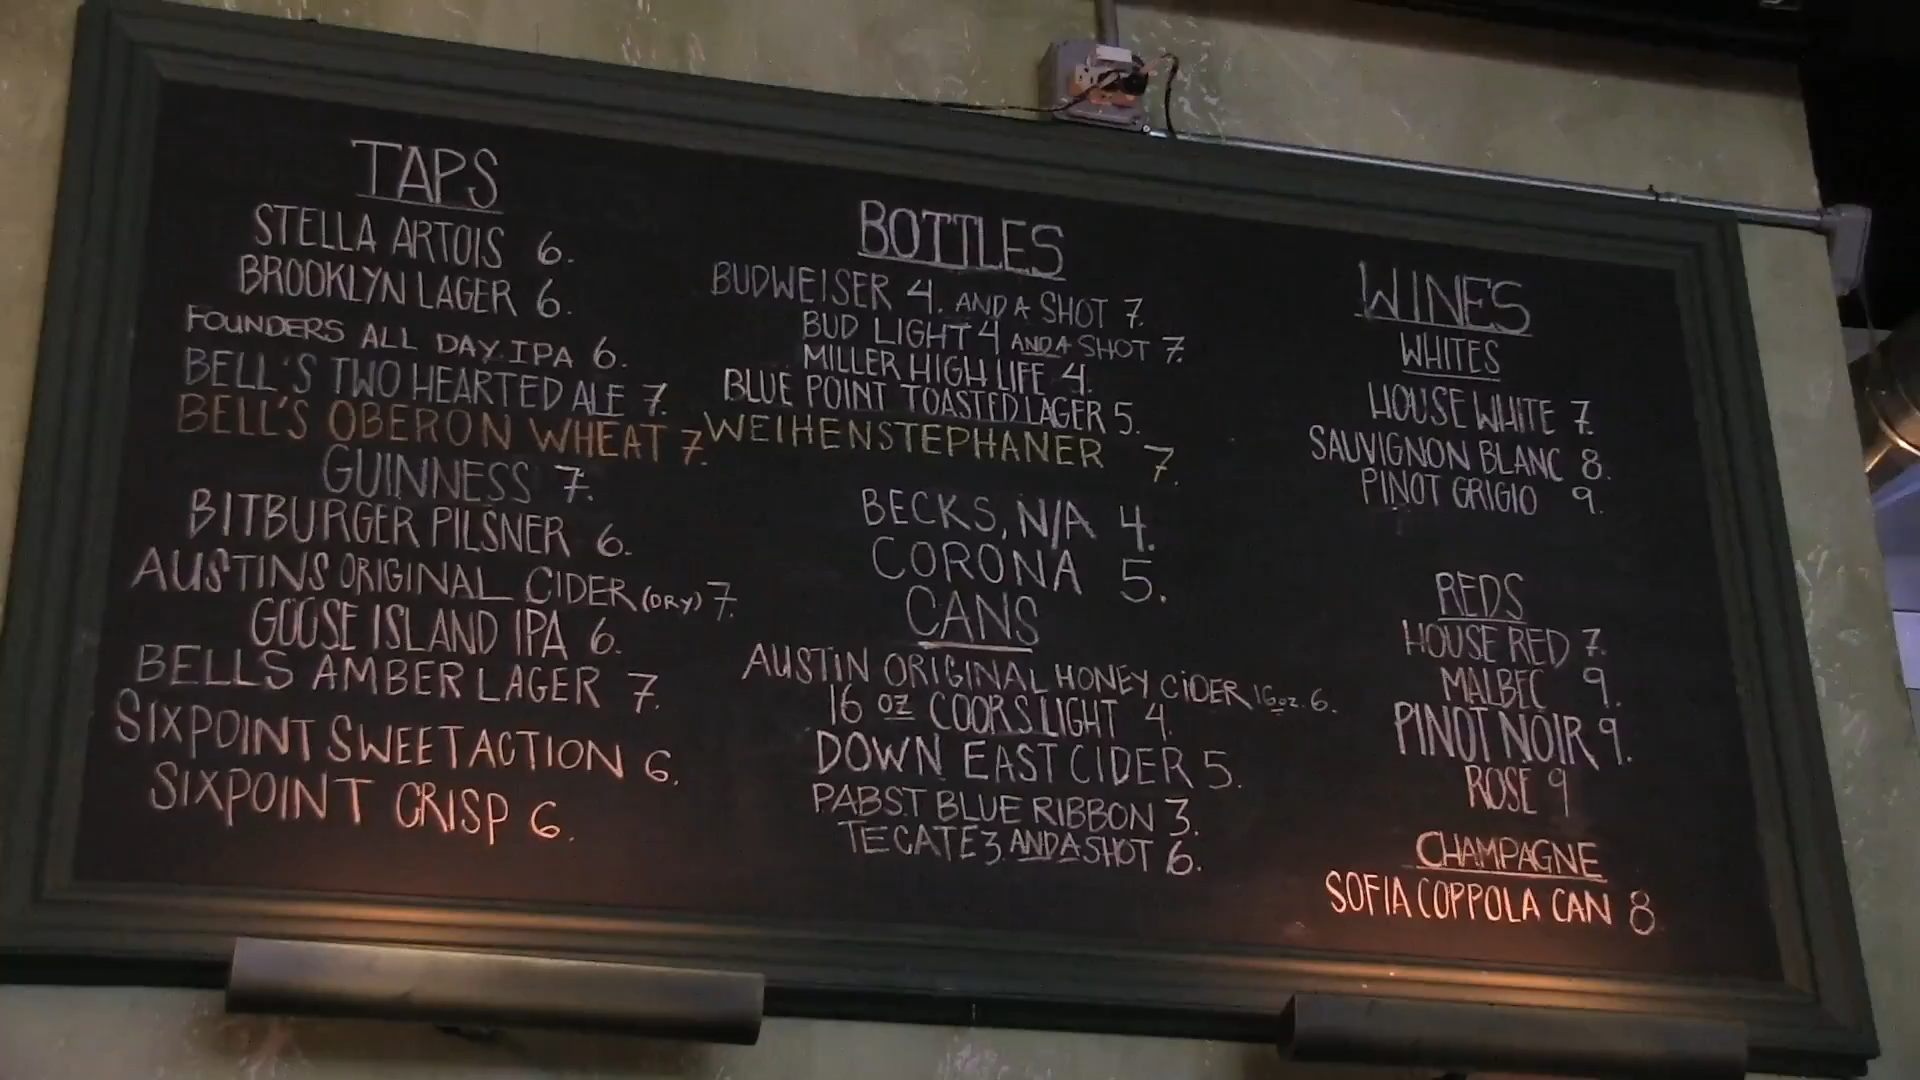 TAPS
STELLA ARTOIS 6.
BROOKLYN LAGER 6.
FOUNDERS ALL DAY IPA 6.
BELL'S TWO HEARTED ALE 7.
BELL'S OBERON WHEAT 7.
GUINNESS 7.
BITBURGER PILSNER 6.
AUSTINS ORIGINAL CIDER (DRY) 7.
GOOSE ISLAND IPA 6.
BELLS AMBER LAGER 7.
SIXPOINT SWEET ACTION 6.
SIXPOINT CRISP 6.
BOTTLES
BUDWEISER 4. AND A SHOT 7.
BUD LIGHT 4 AND A SHOT 7.
MILLER HIGH LIFE 4.
BLUE POINT TOASTED LAGER 5.
WEIHENSTEPHANER 7.
BECKS, N/A 4.
CORONA 5.
CANS
AUSTIN ORIGINAL HONEY CIDER 16oz. 6.
16 oz COORS LIGHT 4.
DOWN EAST CIDER 5.
PABST BLUE RIBBON 3.
TECATE 3 AND A SHOT 6.
WINES
WHITES
HOUSE WHITE 7.
SAUVIGNON BLANC 8.
PINOT GRIGIO 9.
REDS
HOUSE RED 7.
MALBEC 9.
PINOT NOIR 9.
ROSE 9
CHAMPAGNE
SOFIA COPPOLA CAN 8.